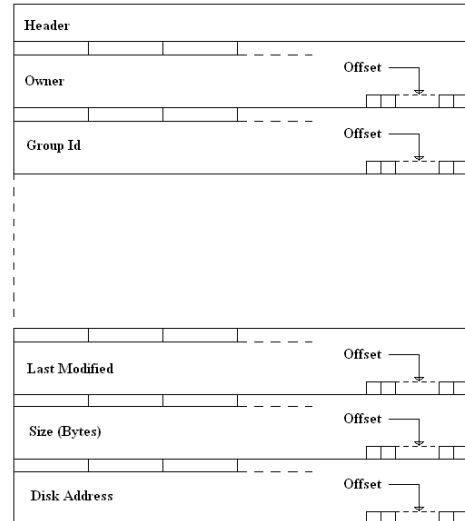 Header
Offset
Owner
Offset
Group Id
Offset
Last Modified
Offset
Size (Bytes)
Offset
Disk Address